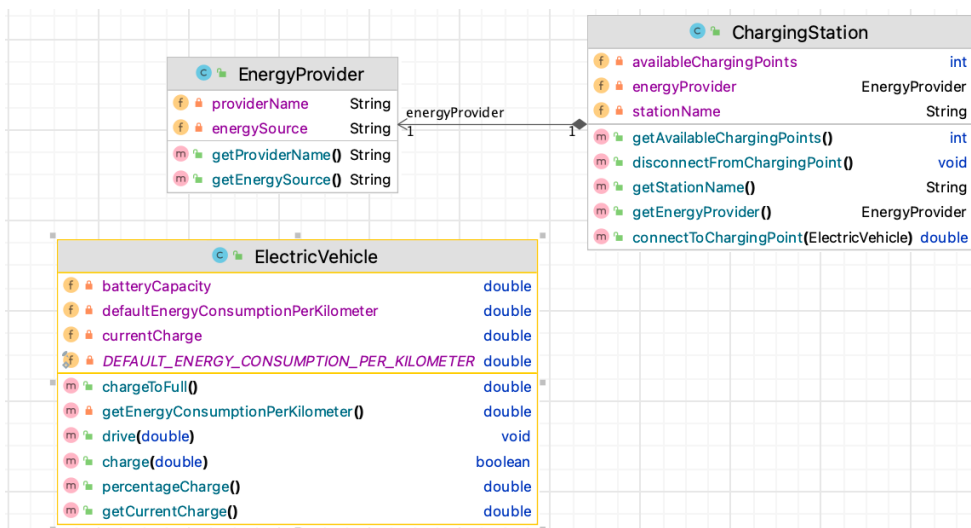 ChargingStation
availableChargingPoints int
energyProvider EnergyProvider
stationName String
getAvailableChargingPoints() int
disconnectFromChargingPoint() void
getStationName() String
getEnergyProvider() EnergyProvider
connectToChargingPoint(ElectricVehicle) double
EnergyProvider
providerName String
energySource String
getProviderName() String
getEnergySource() String
energyProvider
1 1
ElectricVehicle
batteryCapacity double
defaultEnergyConsumptionPerKilometer double
currentCharge double
DEFAULT_ENERGY_CONSUMPTION_PER_KILOMETER double
chargeToFull() double
getEnergyConsumptionPerKilometer() double
drive(double) void
charge(double) boolean
percentageCharge() double
getCurrentCharge() double